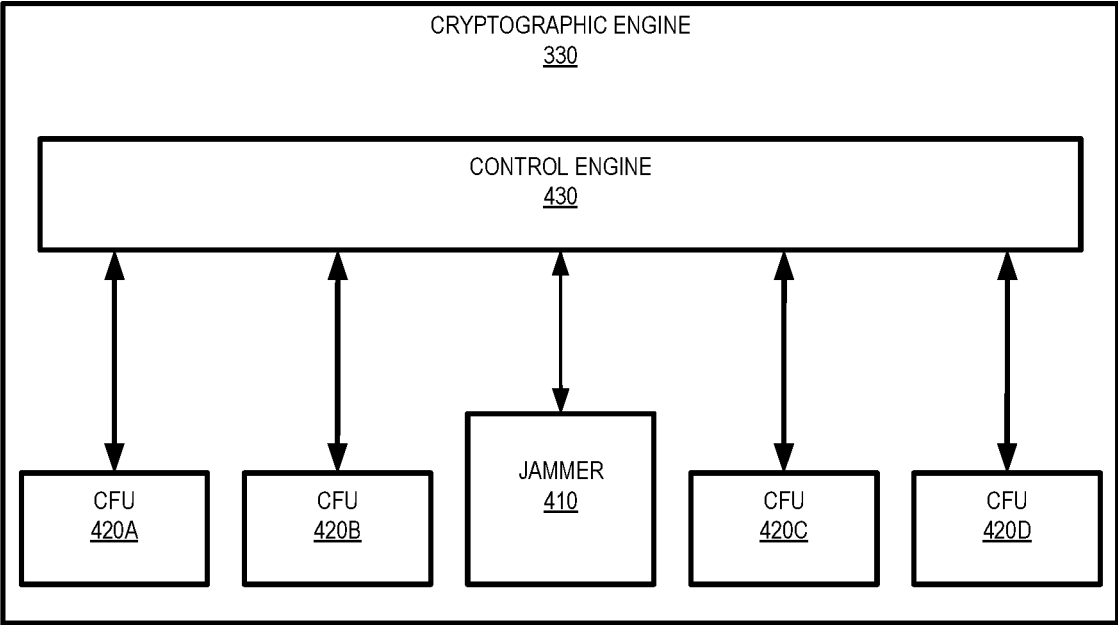 CRYPTOGRAPHIC ENGINE
330
CONTROL ENGINE
430
CFU
420A
CFU
420B
JAMMER
410
CFU
420C
CFU
420D